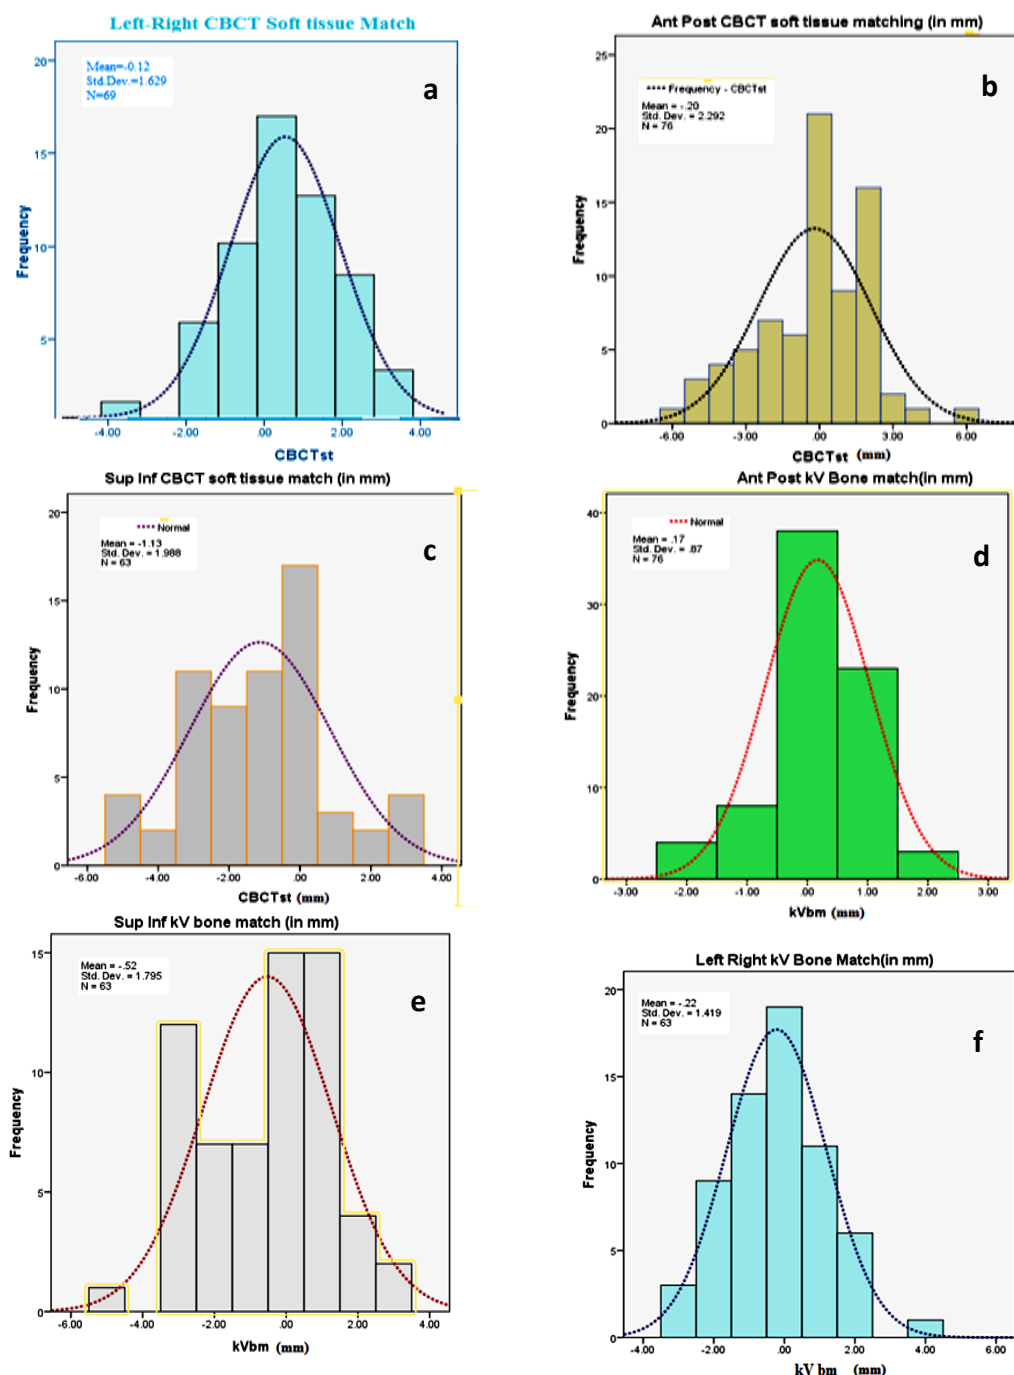 Left-Right CBCT Soft tissue Match
Mean=-0.12
Std.Dev.=1.629
N=69
a
20
15
10
5
Frequency
-4.00 -2.00 .00 2.00 4.00
CBCTst
Ant Post CBCT soft tissue matching (in mm)
Frequency - CBCTst
Mean = -.20
Std. Dev. = 2.292
N = 76
b
25
20
15
10
5
0
Frequency
-6.00 -3.00 .00 3.00 6.00
CBCTst (mm)
Sup Inf CBCT soft tissue match (in mm)
Normal
Mean = -1.13
Std. Dev. = 1.988
N = 63
c
20
15
10
5
0
Frequency
-6.00 -4.00 -2.00 .00 2.00 4.00
CBCTst (mm)
Ant Post kV Bone match(in mm)
Normal
Mean = .17
Std. Dev. = .87
N = 76
d
40
30
20
10
0
Frequency
-3.00 -2.00 -1.00 .00 1.00 2.00 3.00
kVbm (mm)
Sup Inf kV bone match (in mm)
Mean = -.52
Std. Dev. = 1.795
N = 63
e
15
10
5
0
Frequency
-6.00 -4.00 -2.00 .00 2.00 4.00
kVbm (mm)
Left Right kV Bone Match(in mm)
Mean = -.22
Std. Dev. = 1.419
N = 63
f
20
15
10
5
0
Frequency
-4.00 -2.00 .00 2.00 4.00 6.00
kV bm (mm)